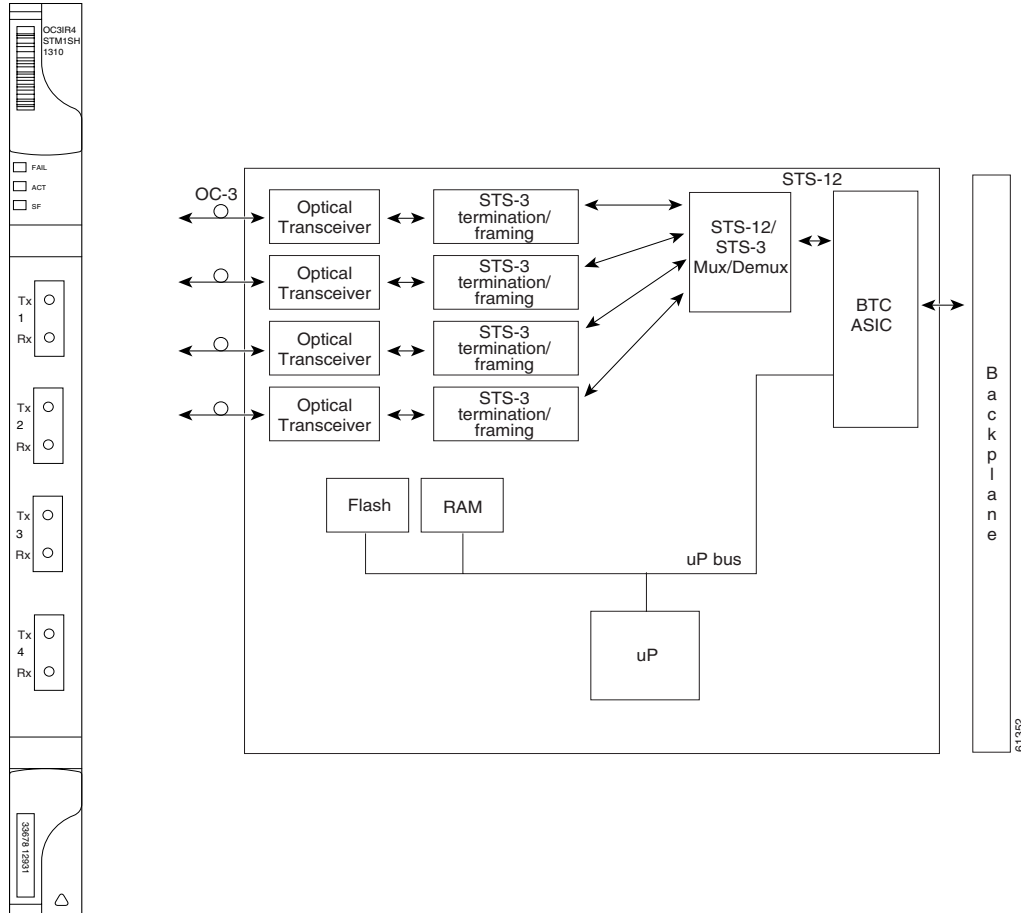 OC3IR4
STM1SH
1310
FAIL
ACT
SF
Tx
1
Rx
Tx
2
Rx
Tx
3
Rx
Tx
4
Rx
33678 12931
OC-3
Optical
Transceiver
STS-3
termination/
framing
Optical
Transceiver
STS-3
termination/
framing
Optical
Transceiver
STS-3
termination/
framing
Optical
Transceiver
STS-3
termination/
framing
STS-12/
STS-3
Mux/Demux
STS-12
BTC
ASIC
Flash
RAM
uP bus
uP
Backplane
61352